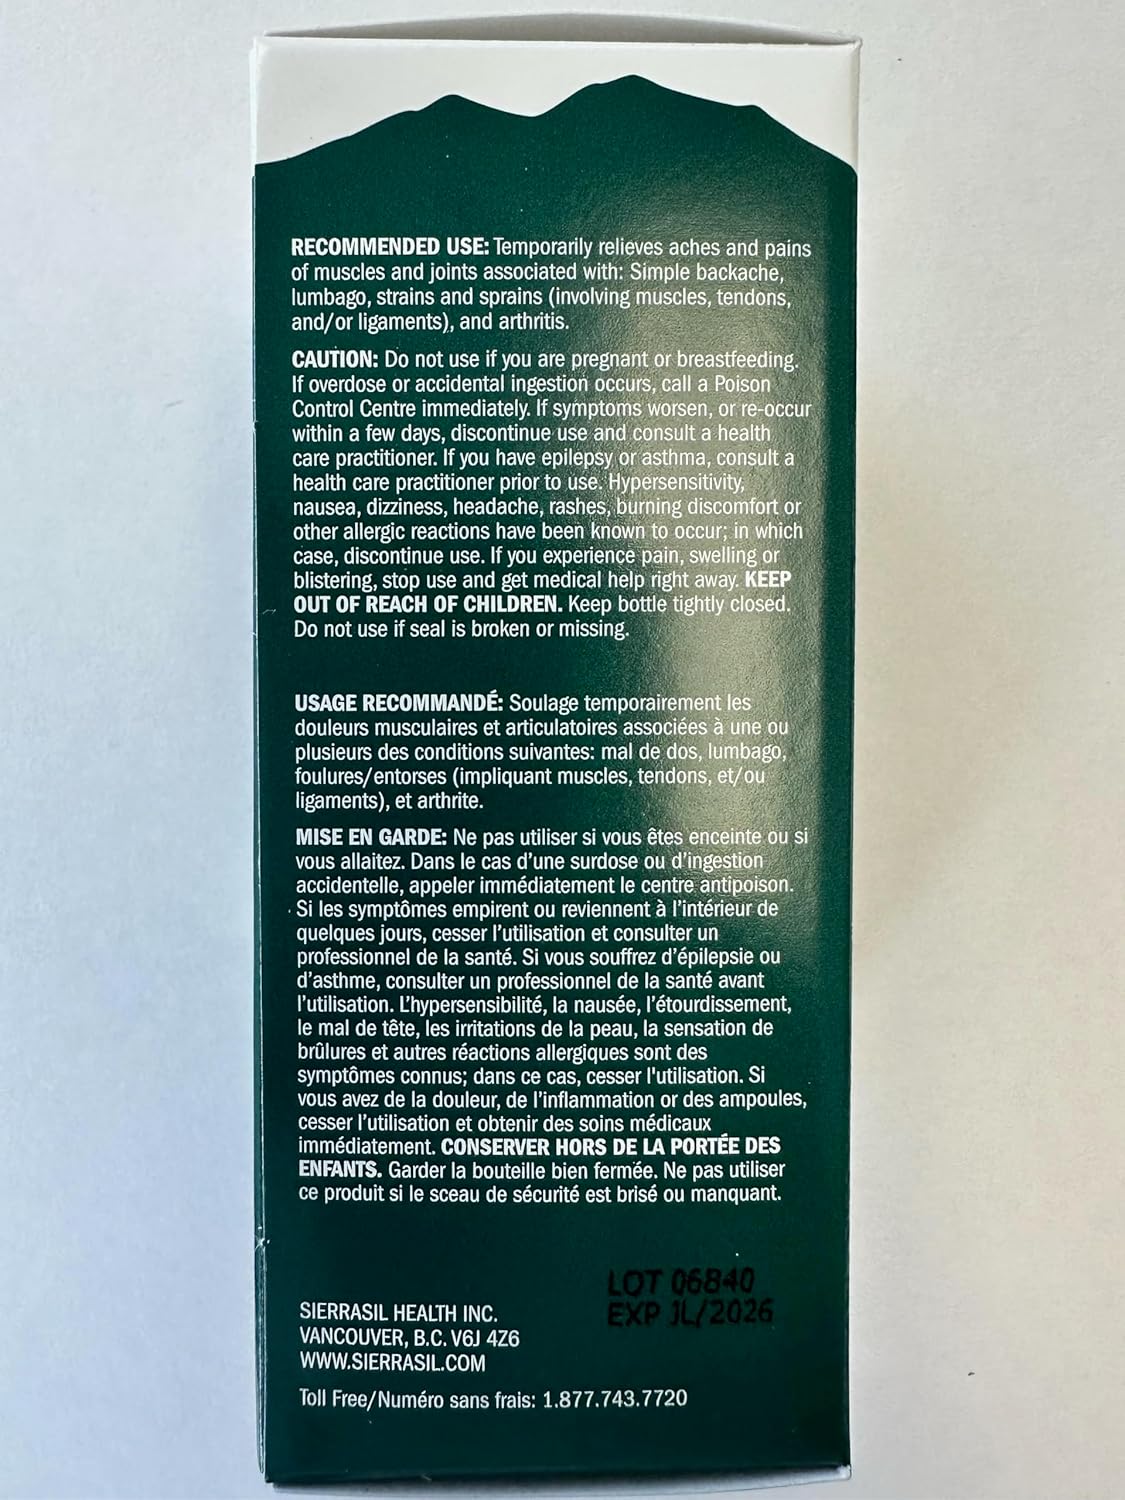 RECOMMENDED USE: Temporarily relieves aches and pains
of muscles and joints associated with: Simple backache,
lumbago, strains and sprains (involving muscles, tendons,
and/or ligaments), and arthritis.
CAUTION: Do not use if you are pregnant or breastfeeding.
If overdose or accidental ingestion occurs, call a Poison
Control Centre immediately. If symptoms worsen, or re-occur
within a few days, discontinue use and consult a health
care practitioner. If you have epilepsy or asthma, consult a
health care practitioner prior to use. Hypersensitivity,
nausea, dizziness, headache, rashes, burning discomfort or
other allergic reactions have been known to occur; in which
case, discontinue use. If you experience pain, swelling or
blistering, stop use and get medical help right away. KEEP
OUT OF REACH OF CHILDREN. Keep bottle tightly closed.
Do not use if seal is broken or missing.
USAGE RECOMMANDÉ: Soulage temporairement les
douleurs musculaires et articulatoires associées à une ou
plusieurs des conditions suivantes: mal de dos, lumbago,
foulures/entorses (impliquant muscles, tendons, et/ou
ligaments), et arthrite.
MISE EN GARDE: Ne pas utiliser si vous êtes enceinte ou si
vous allaitez. Dans le cas d'une surdose ou d'ingestion
accidentelle, appeler immédiatement le centre antipoison.
Si les symptômes empirent ou reviennent à l'intérieur de
quelques jours, cesser l'utilisation et consulter un
professionnel de la santé. Si vous souffrez d'épilepsie ou
d'asthme, consulter un professionnel de la santé avant
l'utilisation. L'hypersensibilité, la nausée, l'étourdissement,
le mal de tête, les irritations de la peau, la sensation de
brûlures et autres réactions allergiques sont des
symptômes connus; dans ce cas, cesser l'utilisation. Si
vous avez de la douleur, de l'inflammation or des ampoules,
cesser l'utilisation et obtenir des soins médicaux
immédiatement. CONSERVER HORS DE LA PORTÉE DES
ENFANTS. Garder la bouteille bien fermée. Ne pas utiliser
ce produit si le sceau de sécurité est brisé ou manquant.
LOT 06840
EXP JL/2026
SIERRASIL HEALTH INC.
VANCOUVER, B.C. V6J 4Z6
WWW.SIERRASIL.COM
Toll Free/Numéro sans frais: 1.877.743.7720